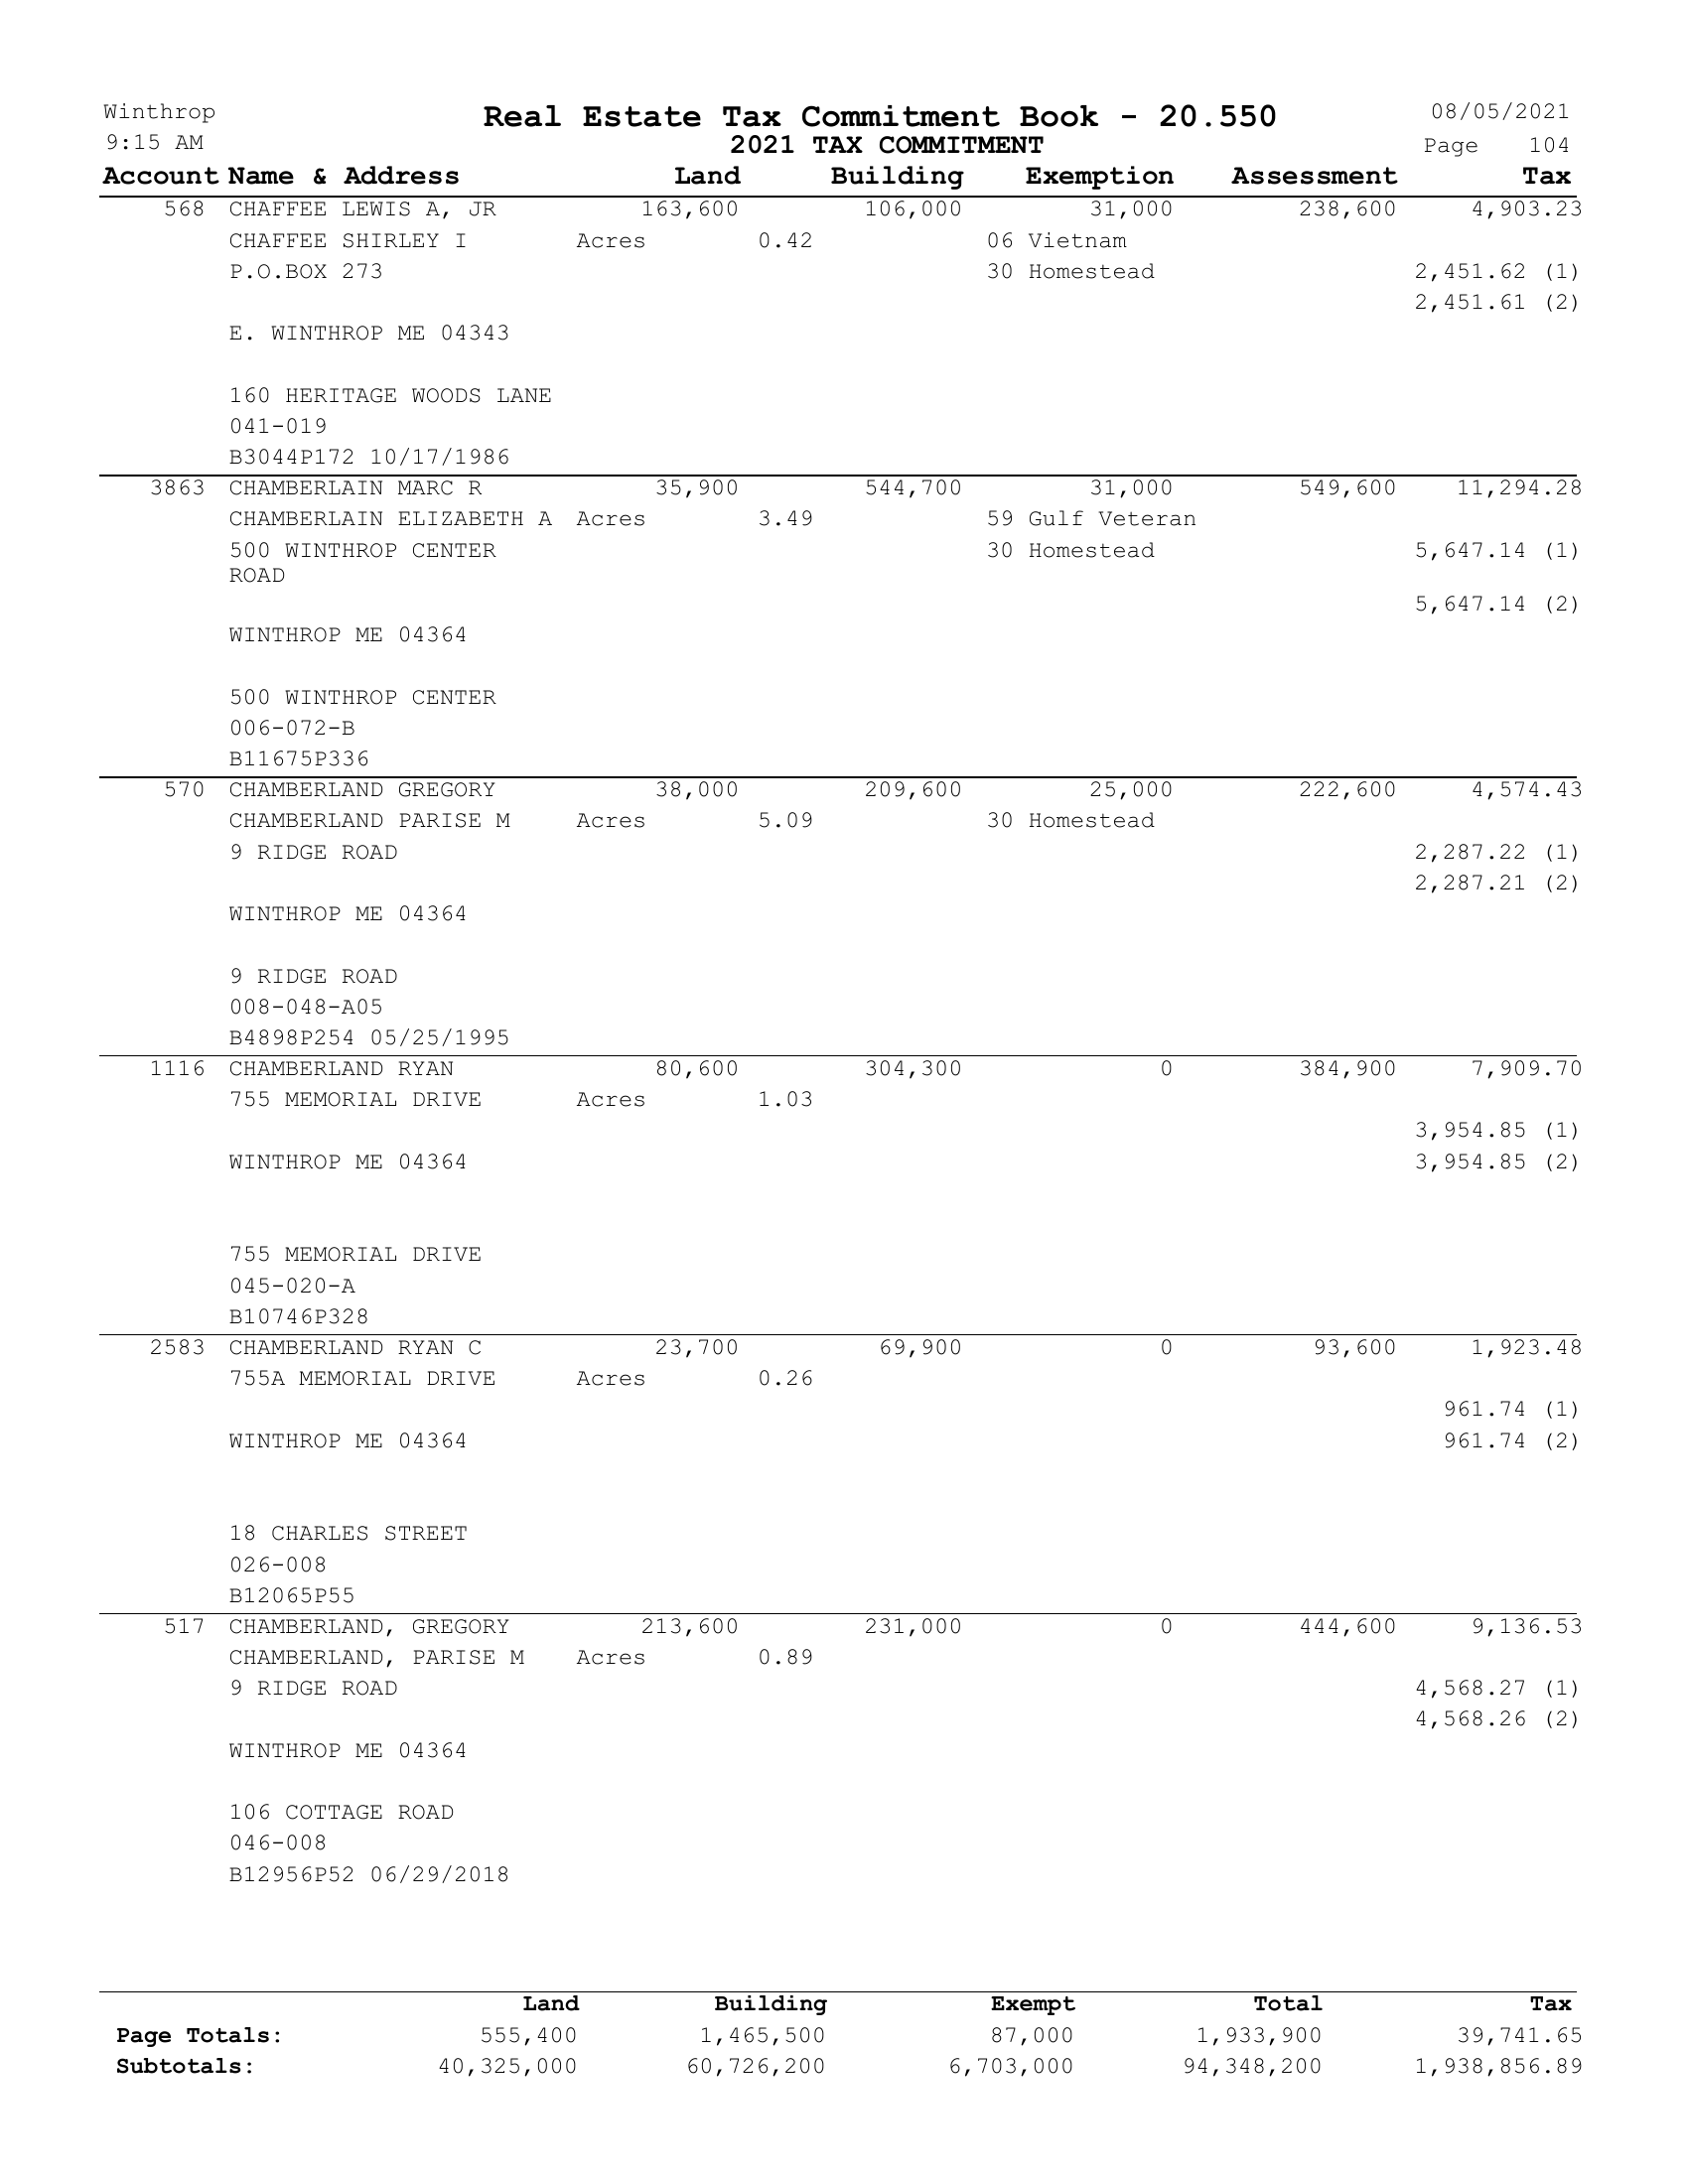 Winthrop Real Estate Tax Commitment Book - 20.550 08/05/2021
9:15 AM 2021 TAX COMMITMENT Page 104
Account Name & Address Land Building Exemption Assessment Tax
568 CHAFFEE LEWIS A, JR 163,600 106,000 31,000 238,600 4,903.23
CHAFFEE SHIRLEY I Acres 0.42 06 Vietnam
P.O.BOX 273 30 Homestead 2,451.62 (1)
2,451.61 (2)
E. WINTHROP ME 04343
160 HERITAGE WOODS LANE
041-019
B3044P172 10/17/1986
3863 CHAMBERLAIN MARC R 35,900 544,700 31,000 549,600 11,294.28
CHAMBERLAIN ELIZABETH A Acres 3.49 59 Gulf Veteran
500 WINTHROP CENTER 30 Homestead 5,647.14 (1)
ROAD
5,647.14 (2)
WINTHROP ME 04364
500 WINTHROP CENTER
006-072-B
B11675P336
570 CHAMBERLAND GREGORY 38,000 209,600 25,000 222,600 4,574.43
CHAMBERLAND PARISE M Acres 5.09 30 Homestead
9 RIDGE ROAD 2,287.22 (1)
2,287.21 (2)
WINTHROP ME 04364
9 RIDGE ROAD
008-048-A05
B4898P254 05/25/1995
1116 CHAMBERLAND RYAN 80,600 304,300 0 384,900 7,909.70
755 MEMORIAL DRIVE Acres 1.03
3,954.85 (1)
WINTHROP ME 04364 3,954.85 (2)
755 MEMORIAL DRIVE
045-020-A
B10746P328
2583 CHAMBERLAND RYAN C 23,700 69,900 0 93,600 1,923.48
755A MEMORIAL DRIVE Acres 0.26
961.74 (1)
WINTHROP ME 04364 961.74 (2)
18 CHARLES STREET
026-008
B12065P55
517 CHAMBERLAND, GREGORY 213,600 231,000 0 444,600 9,136.53
CHAMBERLAND, PARISE M Acres 0.89
9 RIDGE ROAD 4,568.27 (1)
4,568.26 (2)
WINTHROP ME 04364
106 COTTAGE ROAD
046-008
B12956P52 06/29/2018
Land Building Exempt Total Tax
Page Totals: 555,400 1,465,500 87,000 1,933,900 39,741.65
Subtotals: 40,325,000 60,726,200 6,703,000 94,348,200 1,938,856.89